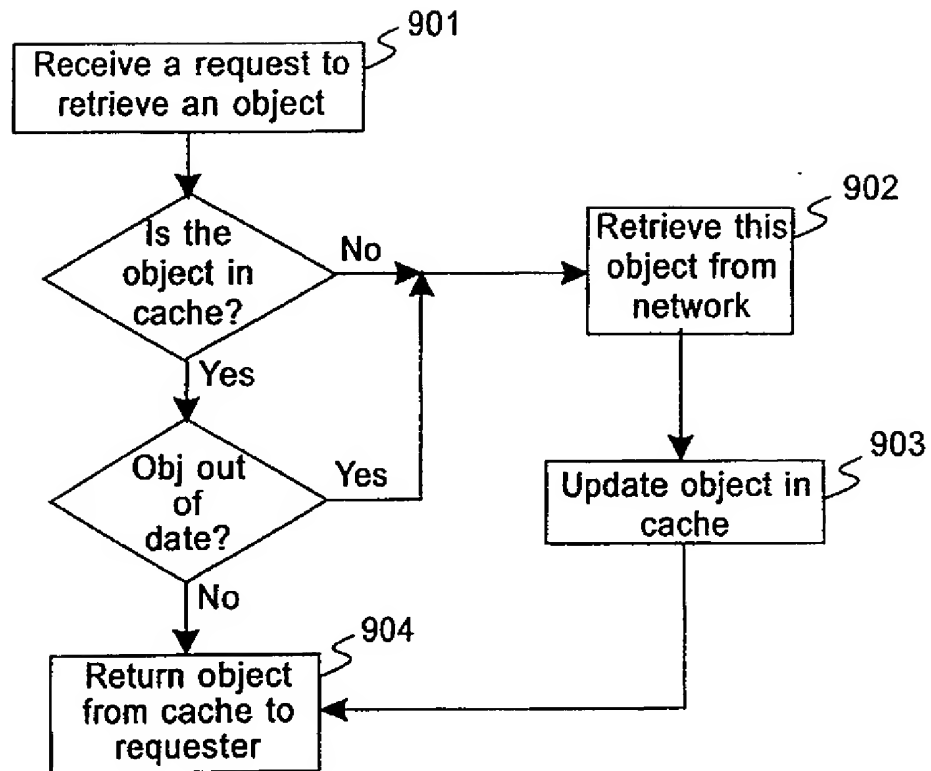 901
Receive a request to
retrieve an object
Is the
object in
cache?
No
Yes
902
Retrieve this
object from
network
Obj out
of
date?
Yes
No
903
Update object in
cache
904
Return object
from cache to
requester